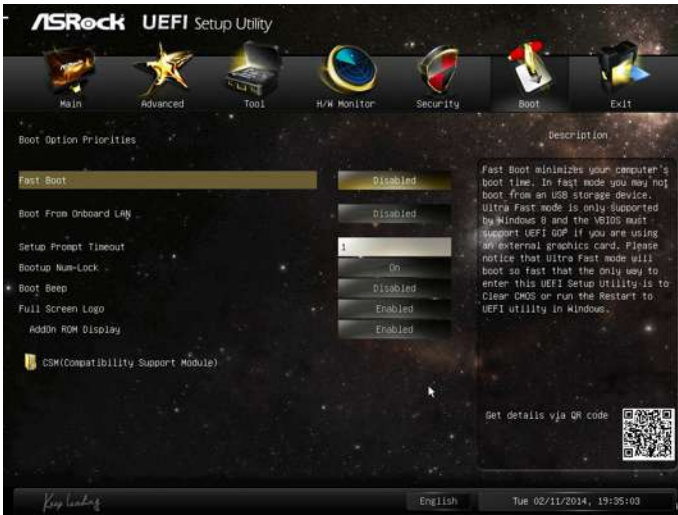 ASRock UEFI Setup Utility
Main Advanced Tool H/W Monitor Security Boot Exit
Boot Option Priorities
Description
Fast Boot Disabled
Boot From Onboard LAN Disabled
Setup Prompt Timeout 1
Bootup Num-Lock On
Boot Beep Disabled
Full Screen Logo Enabled
AddOn ROM Display Enabled
CSM(Compatibility Support Module)
Fast Boot minimizes your computer's
boot time. In fast mode you may not
boot from an USB storage device.
Ultra Fast mode is only supported
by Windows 8 and the VBIOS must
support UEFI GOP if you are using
an external graphics card. Please
notice that Ultra Fast mode will
boot so fast that the only way to
enter this UEFI Setup Utility is to
Clear CMOS or run the Restart to
UEFI utility in Windows.
Get details via QR code
Keep Leading
English
Tue 02/11/2014, 19:35:03